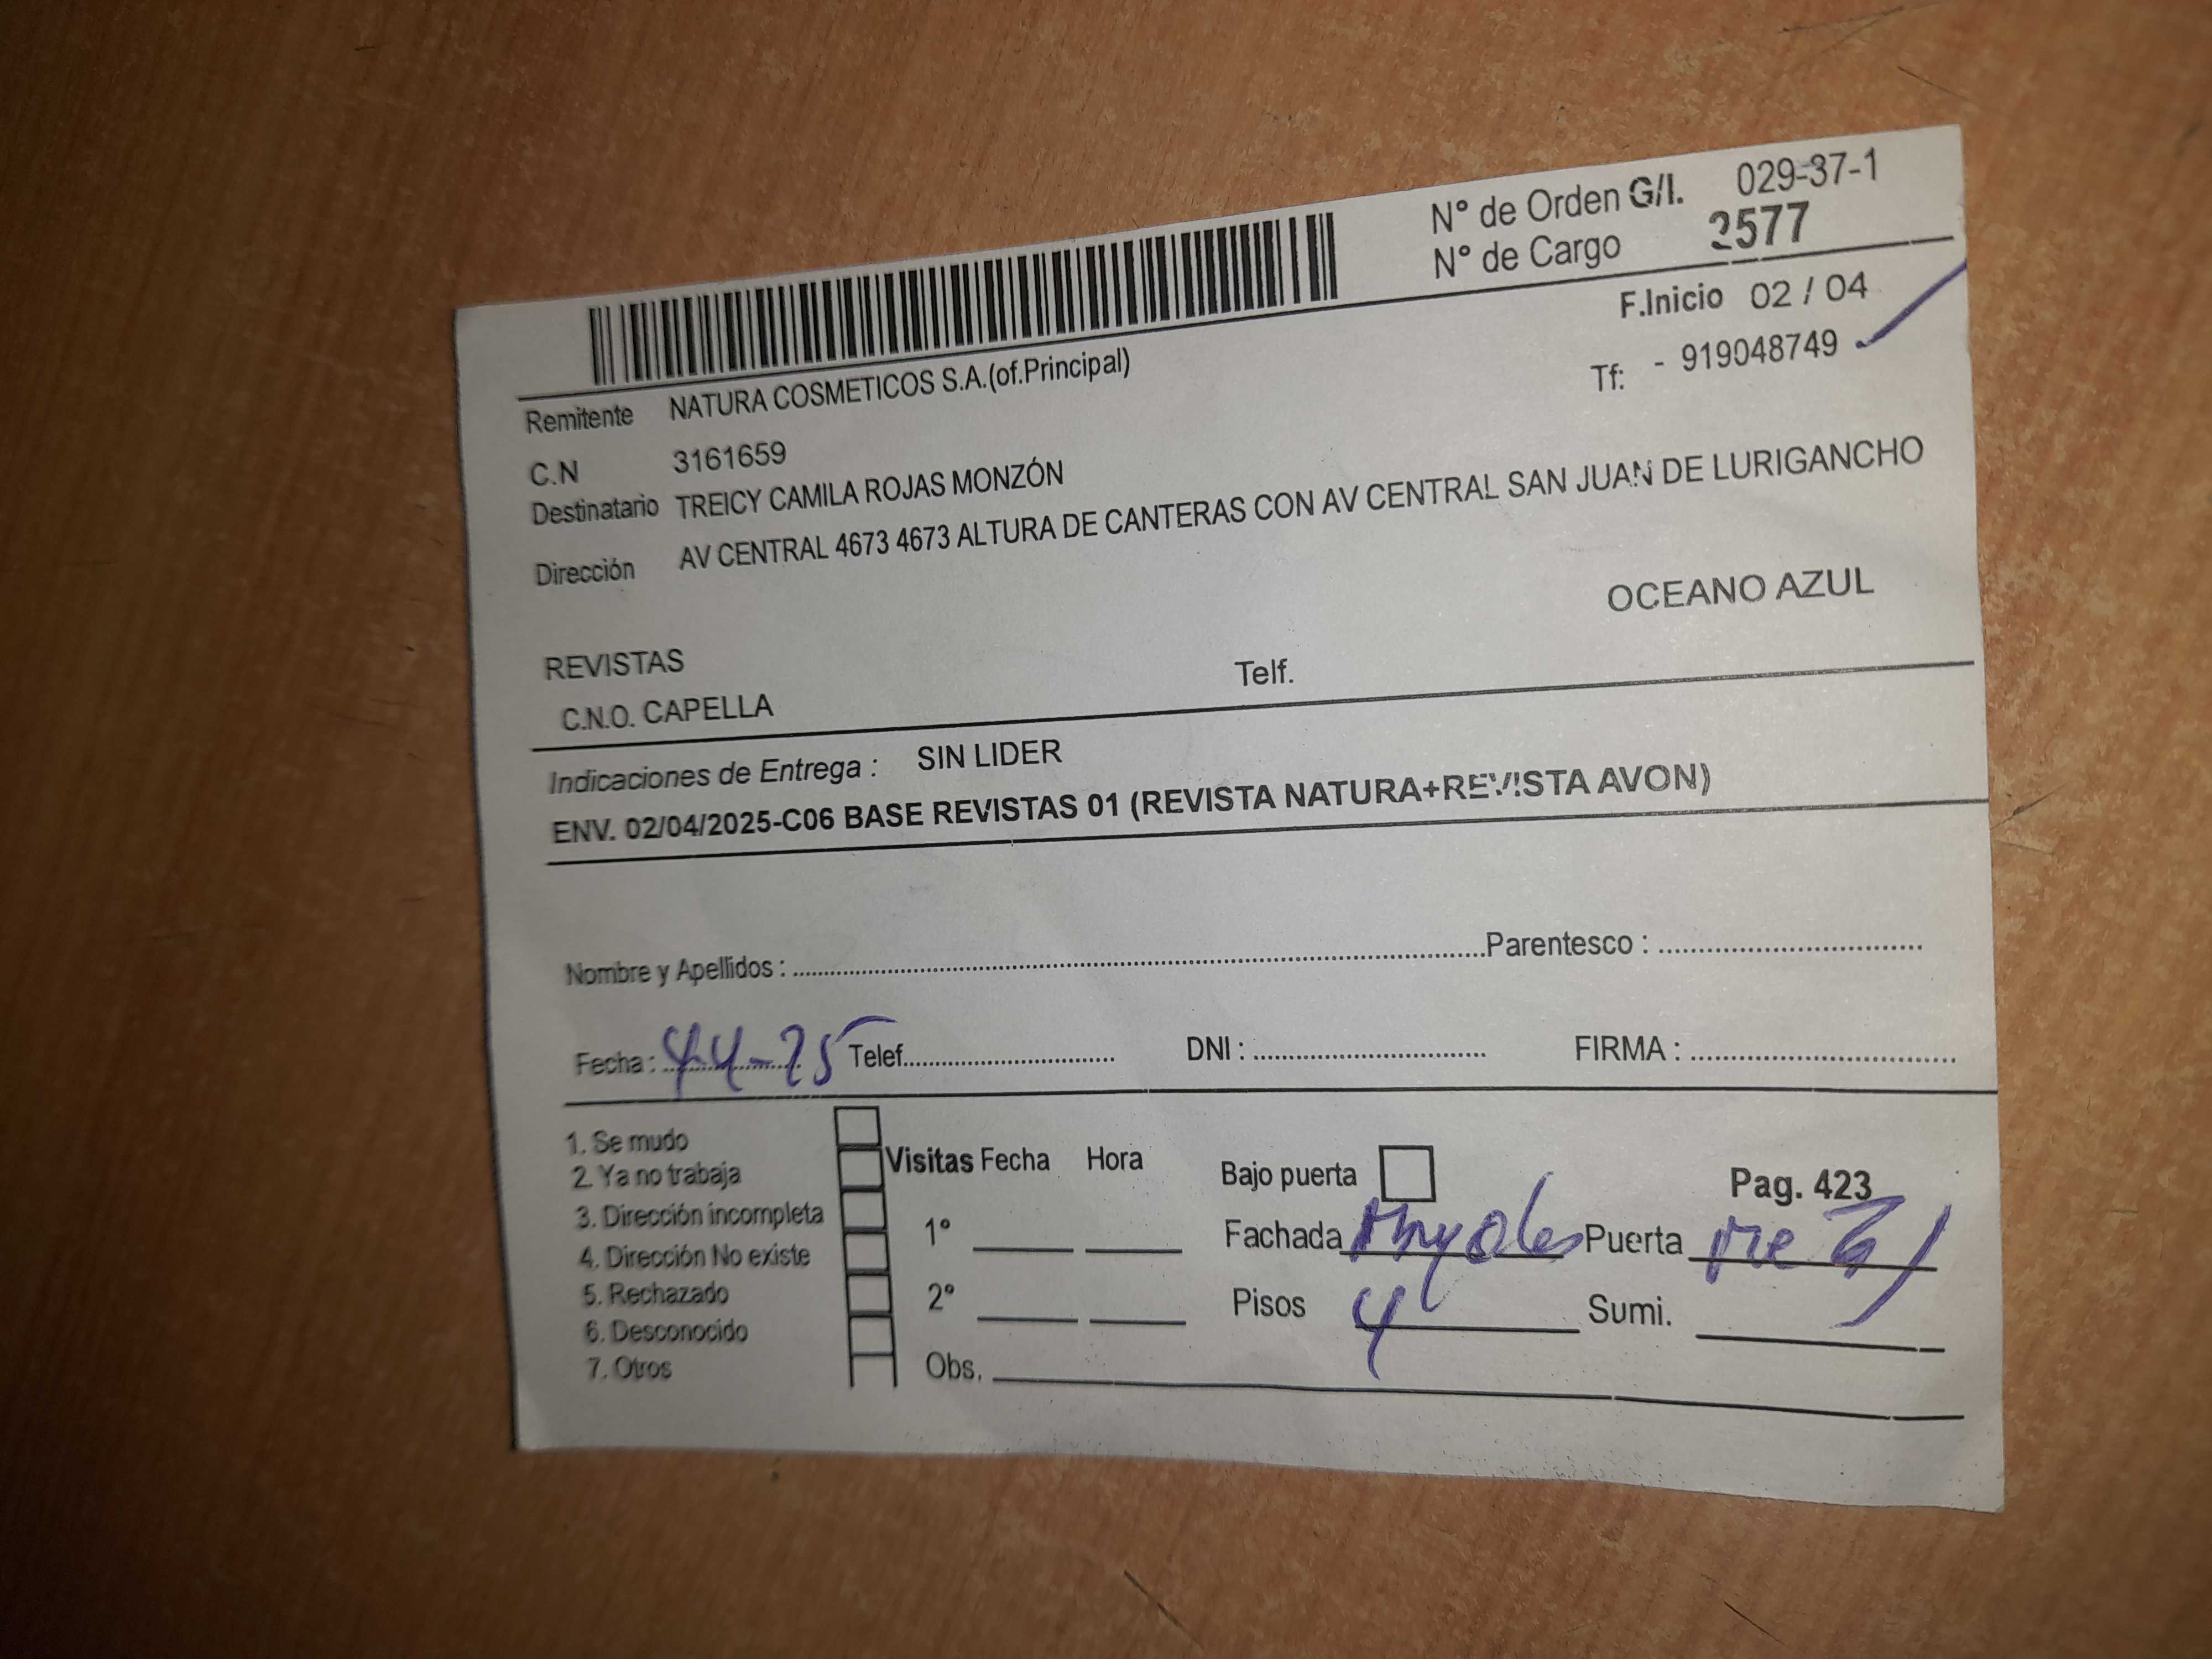 N° de Orden G/I. 029-37-1
N° de Cargo 2577
F.Inicio 02 / 04
Tf: - 919048749
Remitente NATURA COSMETICOS S.A.(of.Principal)
C.N 3161659
Destinatario TREICY CAMILA ROJAS MONZÓN
Dirección AV CENTRAL 4673 4673 ALTURA DE CANTERAS CON AV CENTRAL SAN JUAN DE LURIGANCHO
OCEANO AZUL
REVISTAS
C.N.O. CAPELLA Telf.
Indicaciones de Entrega : SIN LIDER
ENV. 02/04/2025-C06 BASE REVISTAS 01 (REVISTA NATURA+REVISTA AVON)
Nombre y Apellidos : Parentesco :
Fecha : 4-4-25 Telef. DNI : FIRMA :
1. Se mudo
2. Ya no trabaja
3. Dirección incompleta
4. Dirección No existe
5. Rechazado
6. Desconocido
7. Otros
Visitas Fecha Hora
1°
2°
Obs.
Bajo puerta Pag. 423
Fachada Puerta
Pisos 4 Sumi.